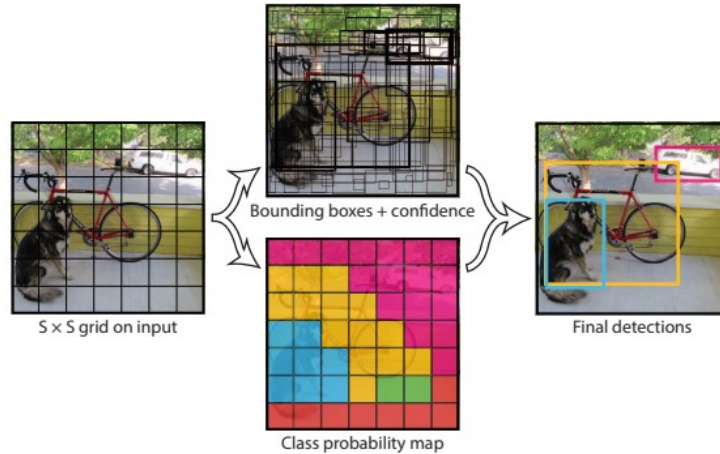 Bounding boxes + confidence
S × S grid on input
Final detections
Class probability map